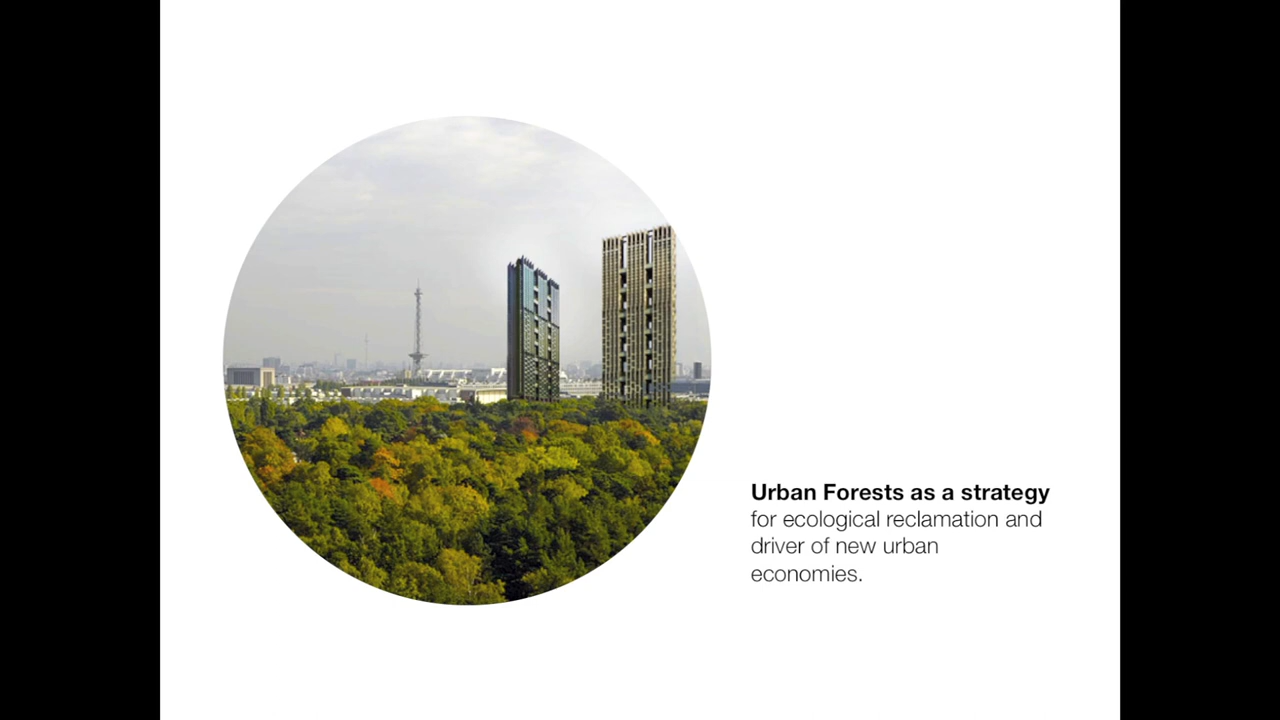 Urban Forests as a strategy
for ecological reclamation and
driver of new urban
economies.